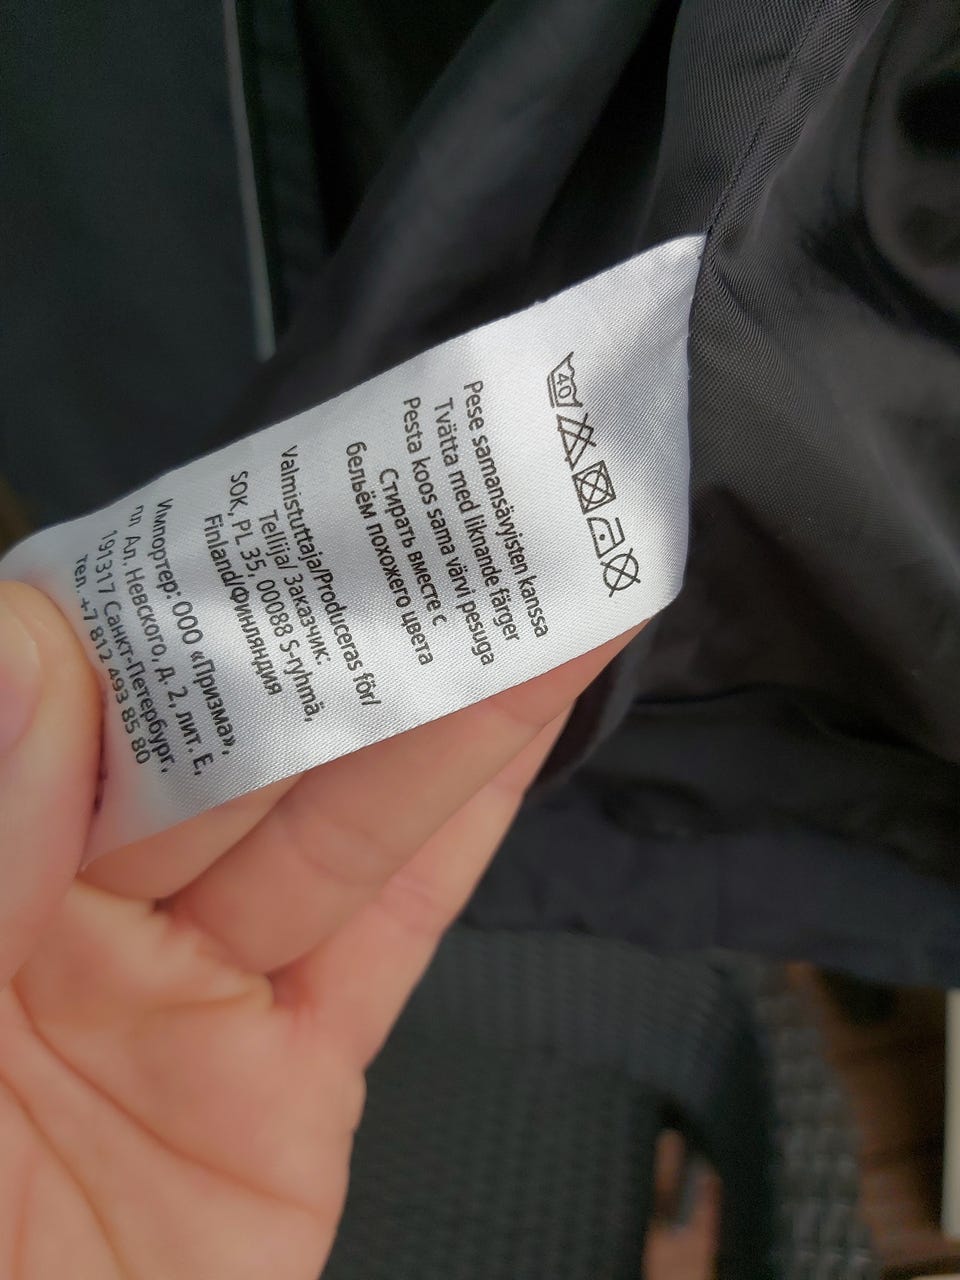 40
Pese samansävyisten kanssa
Tvätta med liknande färger
Pesta koos sama värvi pesuga
Стирать вместе с
бельём похожего цвета
Valmistuttaja/Produceras för/
Tellija/ Заказчик:
SOK, PL 35, 00088 S-ryhmä,
Finland/Финляндия
Импортер: ООО «Призма»,
пл Ал, Невского, д. 2, лит. Е,
191317 Санкт-Петербург,
тел. +7 812 493 85 80